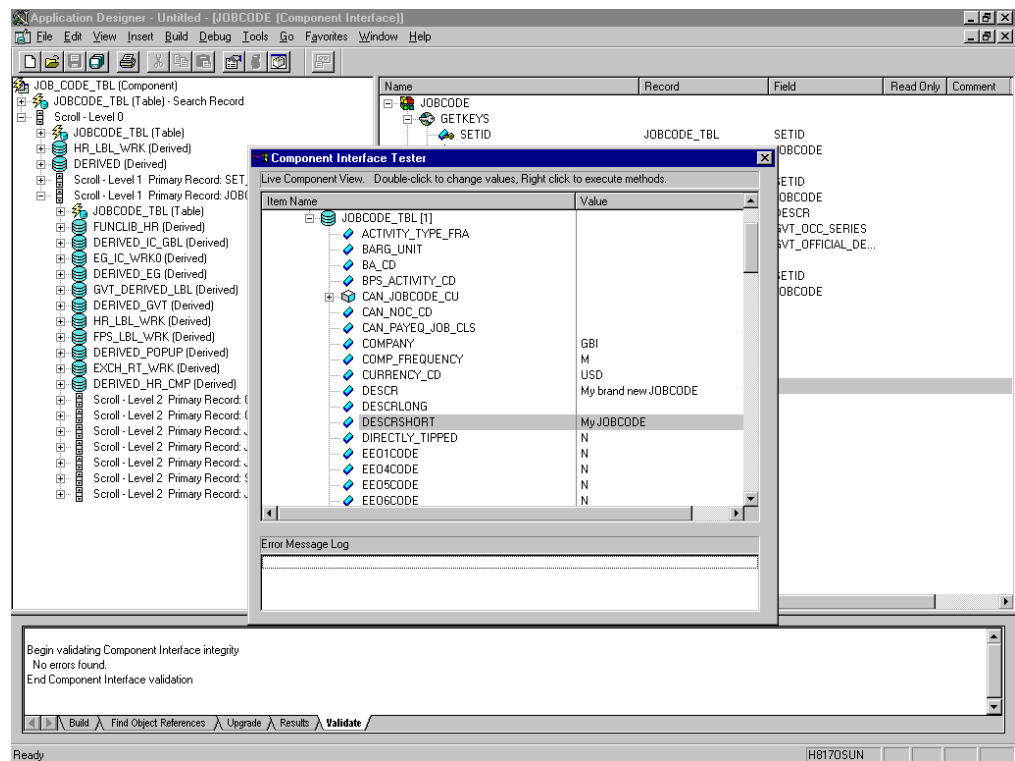 Application Designer - Untitled - [JOBCODE (Component Interface)]
File Edit View Insert Build Debug Tools Go Favorites Window Help
JOB_CODE_TBL (Component)
JOBCODE_TBL (Table) - Search Record
Scroll - Level 0
JOBCODE_TBL (Table)
HR_LBL_WRK (Derived)
DERIVED (Derived)
Scroll - Level 1 Primary Record: SET_
Scroll - Level 1 Primary Record:
JOBCODE_TBL (Table)
FUNCLIB_HR (Derived)
DERIVED_IC_GBL (Derived)
EG_IC_WRK0 (Derived)
DERIVED_EG (Derived)
GVT_DERIVED_LBL (Derived)
DERIVED_GVT (Derived)
HR_LBL_WRK (Derived)
FPS_LBL_WRK (Derived)
DERIVED_POPUP (Derived)
EXCH_RT_WRK (Derived)
DERIVED_HR_CMP (Derived)
Scroll - Level 2 Primary Record:
Scroll - Level 2 Primary Record:
Scroll - Level 2 Primary Record:
Scroll - Level 2 Primary Record:
Scroll - Level 2 Primary Record:
Scroll - Level 2 Primary Record:
Scroll - Level 2 Primary Record:
Name Record Field Read Only Comment
JOBCODE
GETKEYS
SETID JOBCODE_TBL SETID
JOBCODE
SETID
JOBCODE
DESCR
GVT_OCC_SERIES
GVT_OFFICIAL_DE...
SETID
JOBCODE
Component Interface Tester
Live Component View. Double-click to change values, Right click to execute methods.
Item Name Value
JOBCODE_TBL [1]
ACTIVITY_TYPE_FRA
BARG_UNIT
BA_CD
BPS_ACTIVITY_CD
CAN_JOBCODE_CU
CAN_NOC_CD
CAN_PAYEQ_JOB_CLS
COMPANY GBI
COMP_FREQUENCY M
CURRENCY_CD USD
DESCR My brand new JOBCODE
DESCRLONG
DESCRSHORT My JOBCODE
DIRECTLY_TIPPED N
EEO1CODE N
EEO4CODE N
EEO5CODE N
EEO6CODE N
Error Message Log
Begin validating Component Interface integrity
No errors found.
End Component Interface validation
Build Find Object References Upgrade Results Validate
Ready H8170SUN